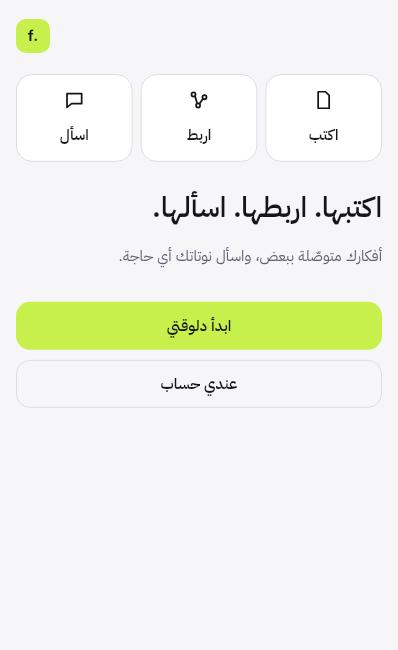 f.
اكتب
اربط
اسأل
اكتبها. اربطها. اسألها.
أفكارك متوصّلة ببعض، واسأل نوتاتك أي حاجة.
ابدأ دلوقتي
عندي حساب